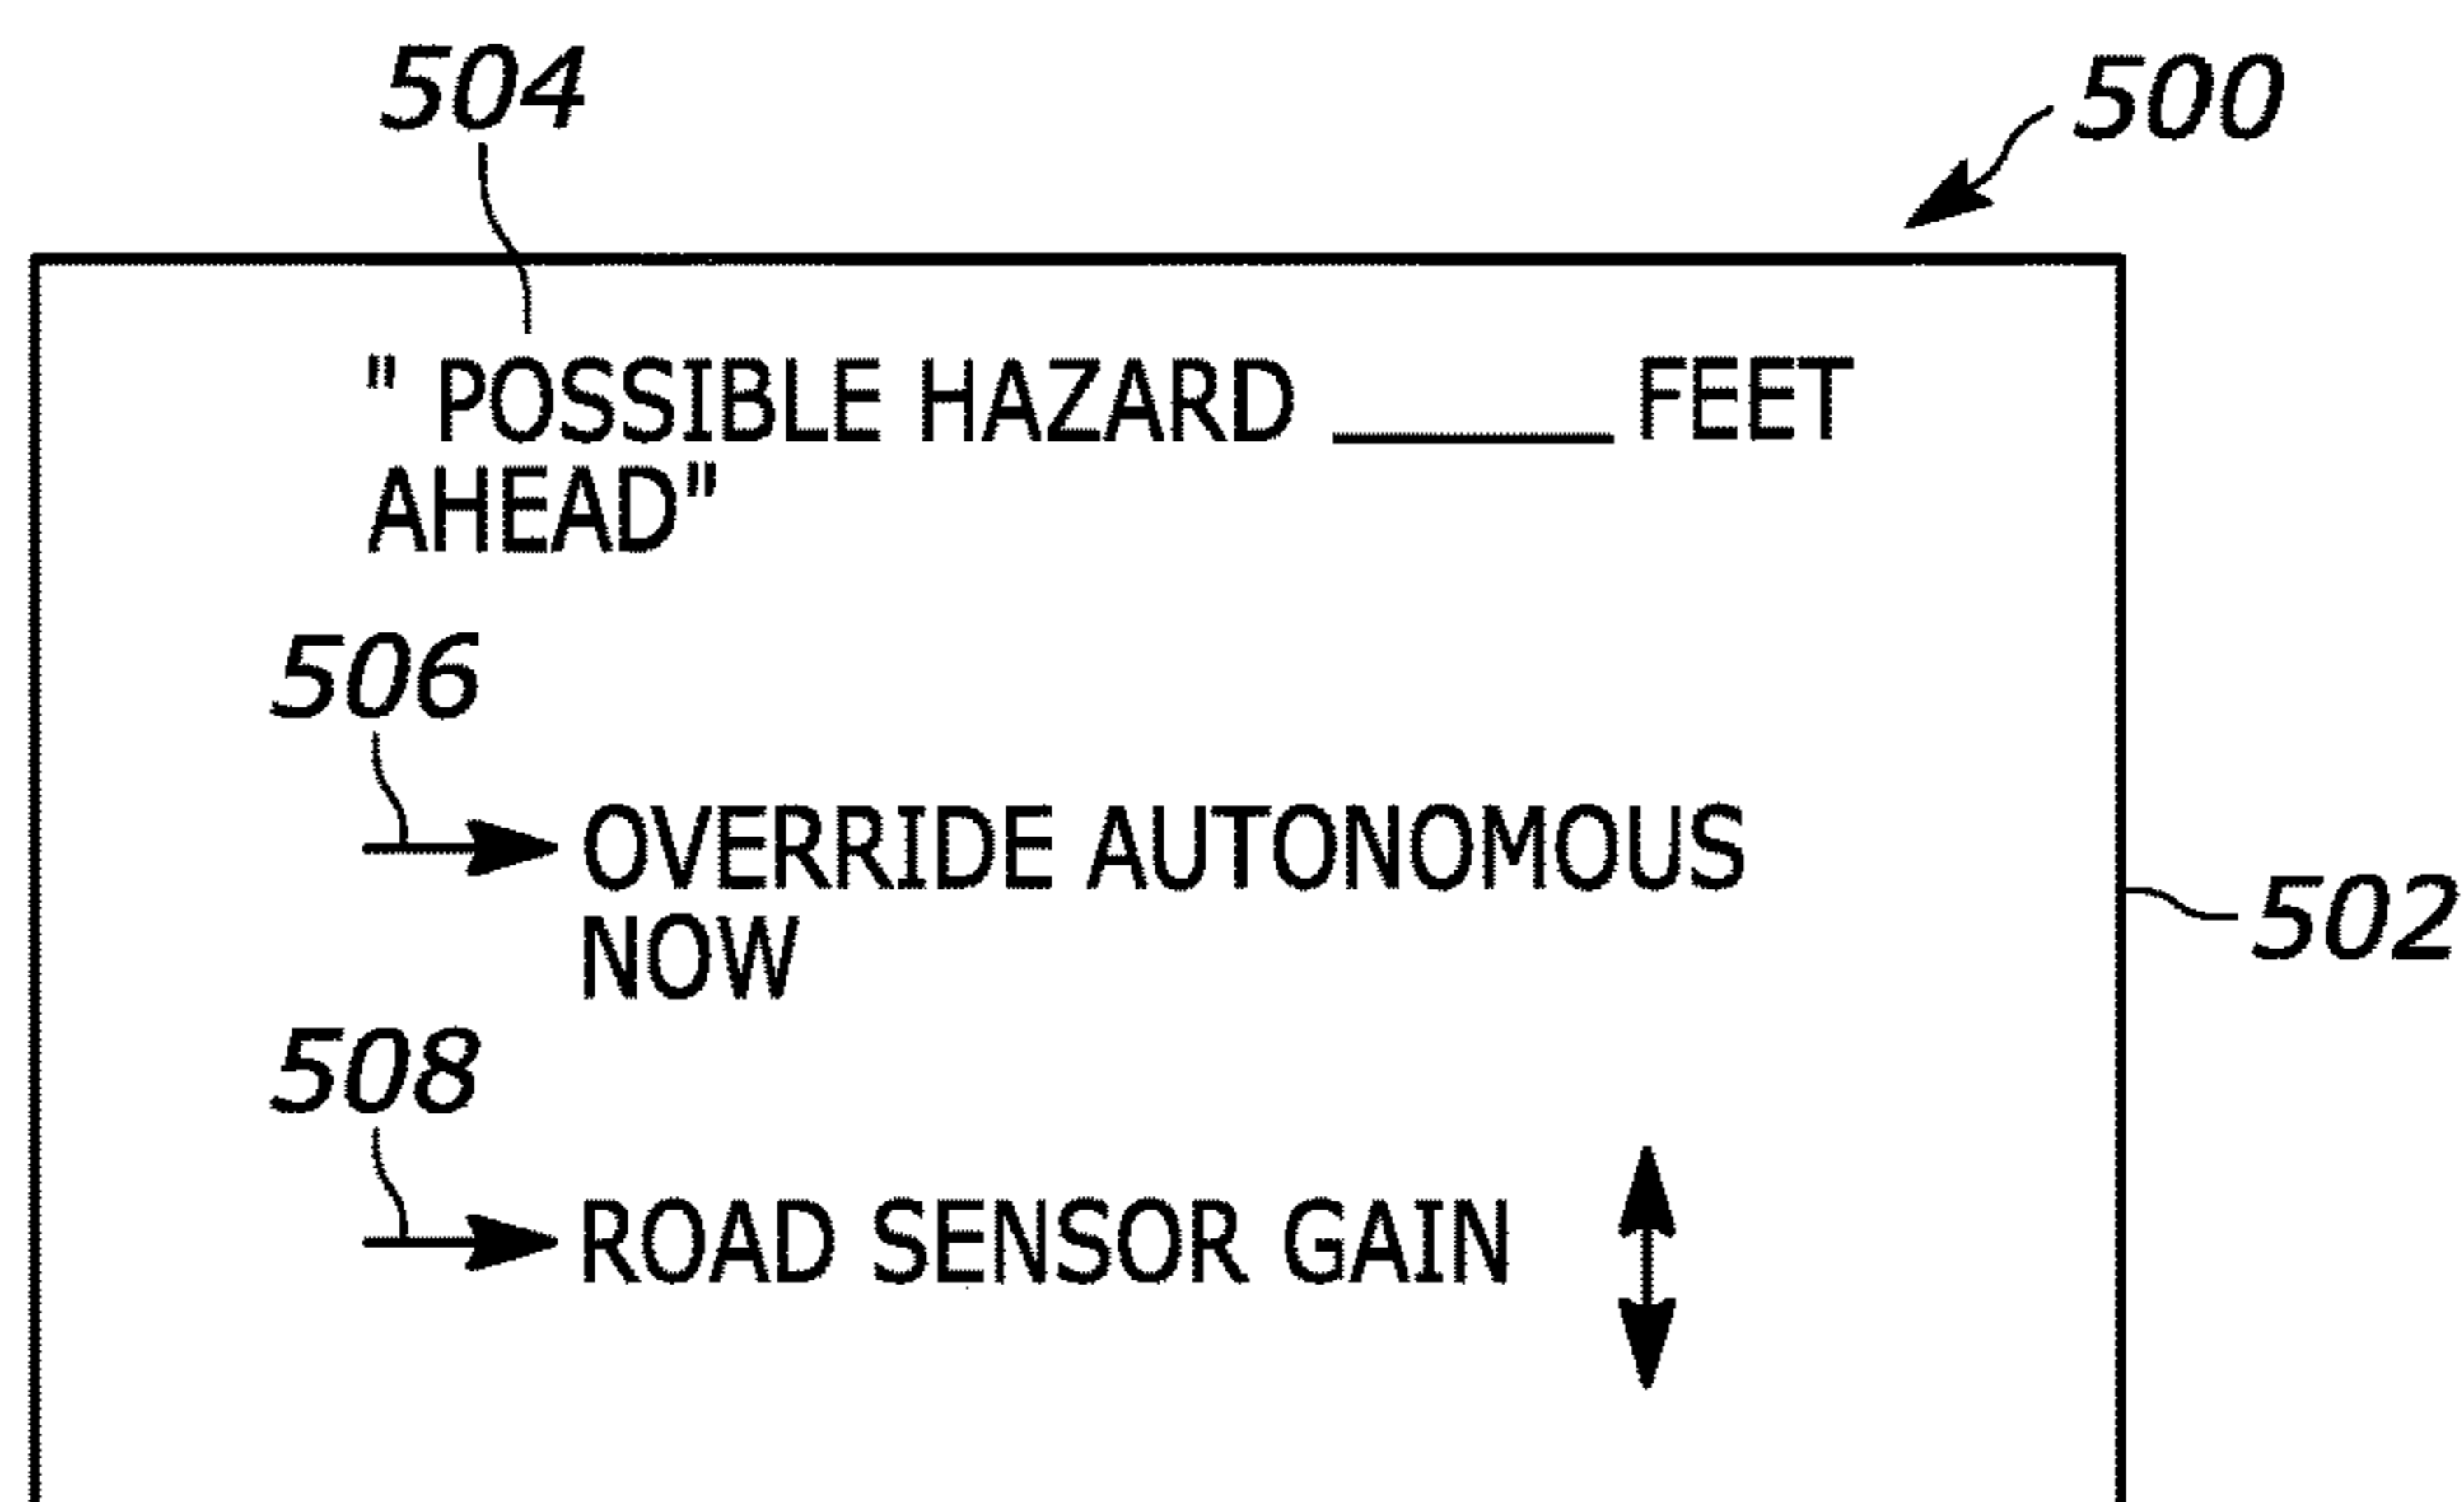 504
500
" POSSIBLE HAZARD ______ FEET
AHEAD"
506
OVERRIDE AUTONOMOUS
NOW
502
508
ROAD SENSOR GAIN